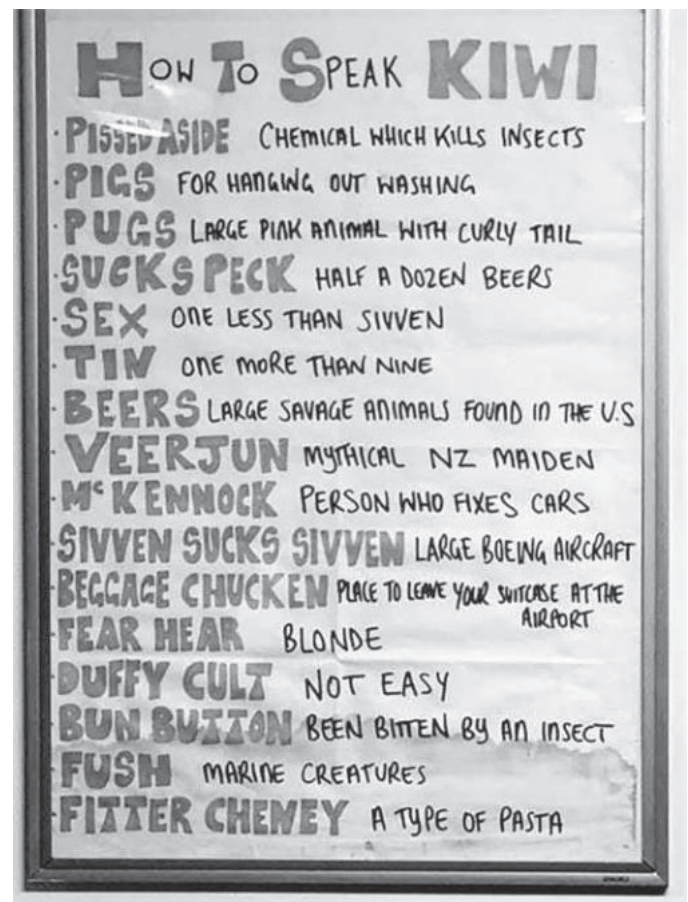 HOW TO SPEAK KIWI
· PISSED ASIDE CHEMICAL WHICH KILLS INSECTS
· PIGS FOR HANGING OUT WASHING
· PUGS LARGE PINK ANIMAL WITH CURLY TAIL
· SUCKS PECK HALF A DOZEN BEERS
· SEX ONE LESS THAN SIVVEN
· TIN ONE MORE THAN NINE
· BEERS LARGE SAVAGE ANIMALS FOUND IN THE U.S
· VEERJUN MYTHICAL NZ MAIDEN
· McKENNOCK PERSON WHO FIXES CARS
· SIVVEN SUCKS SIVVEN LARGE BOEING AIRCRAFT
· BEGGAGE CHUCKEN PLACE TO LEAVE YOUR SUITCASE AT THE
AIRPORT
· FEAR HEAR BLONDE
· DUFFY CULT NOT EASY
· BUN BUTTON BEEN BITTEN BY AN INSECT
· FUSH MARINE CREATURES
· FITTER CHENEY A TYPE OF PASTA